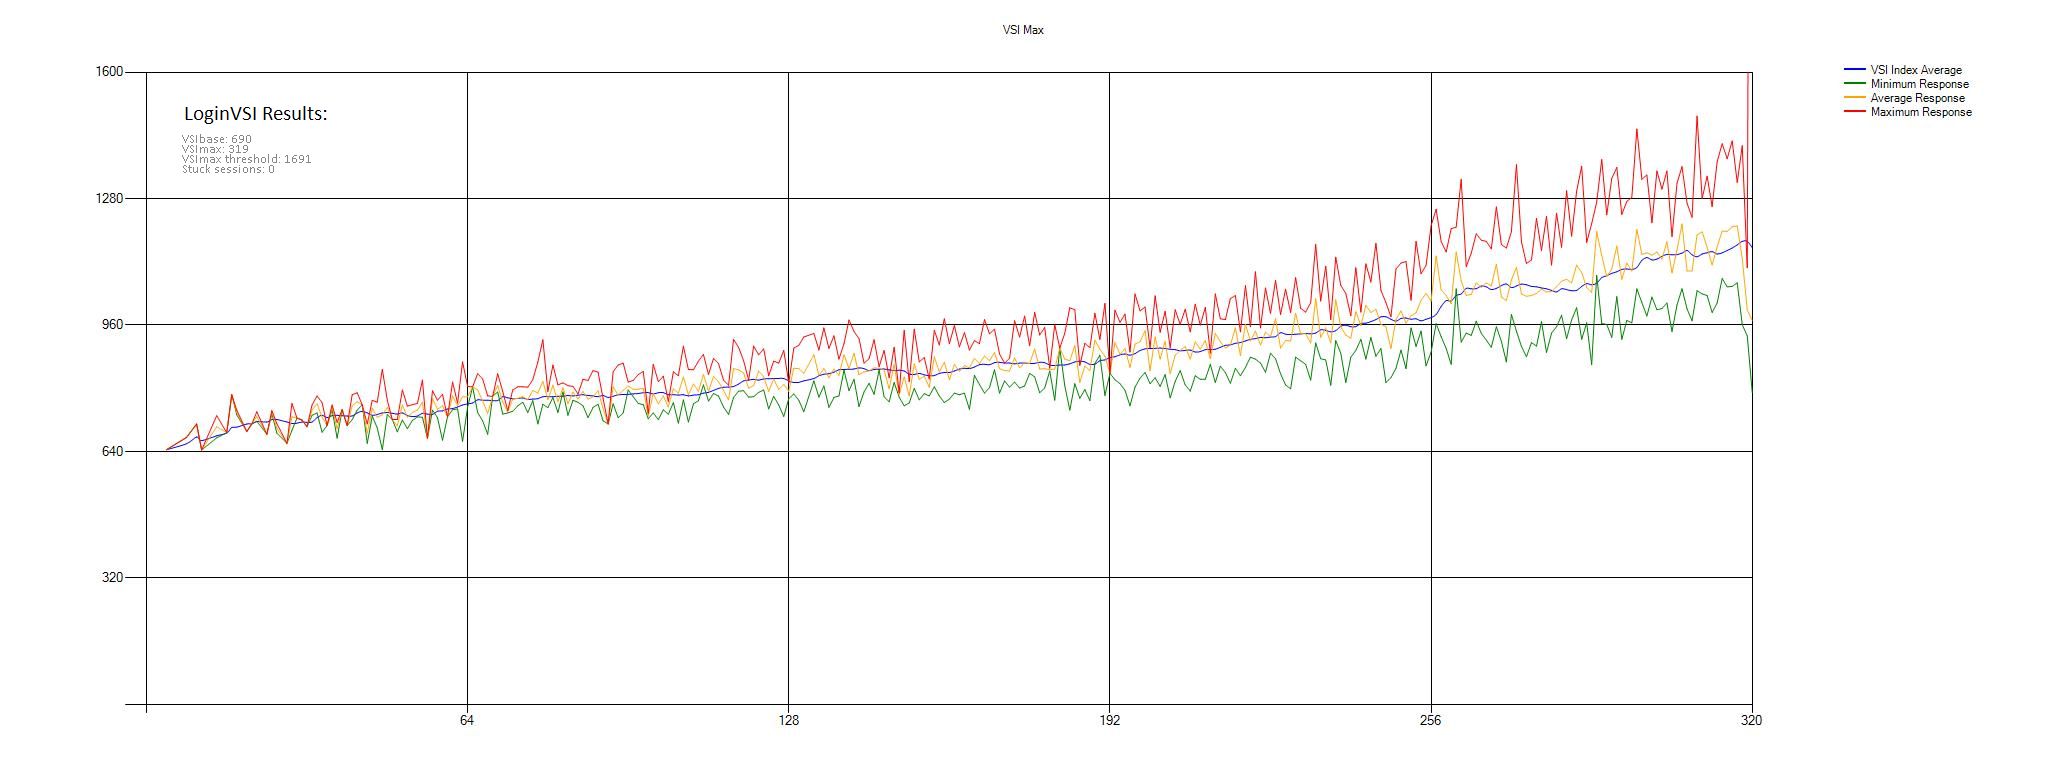 VSI Max
1600
1280
960
640
320
LoginVSI Results:
VSIbase: 690
VSImax: 319
VSImax threshold: 1691
Stuck sessions: 0
64
128
192
256
320
VSI Index Average
Minimum Response
Average Response
Maximum Response